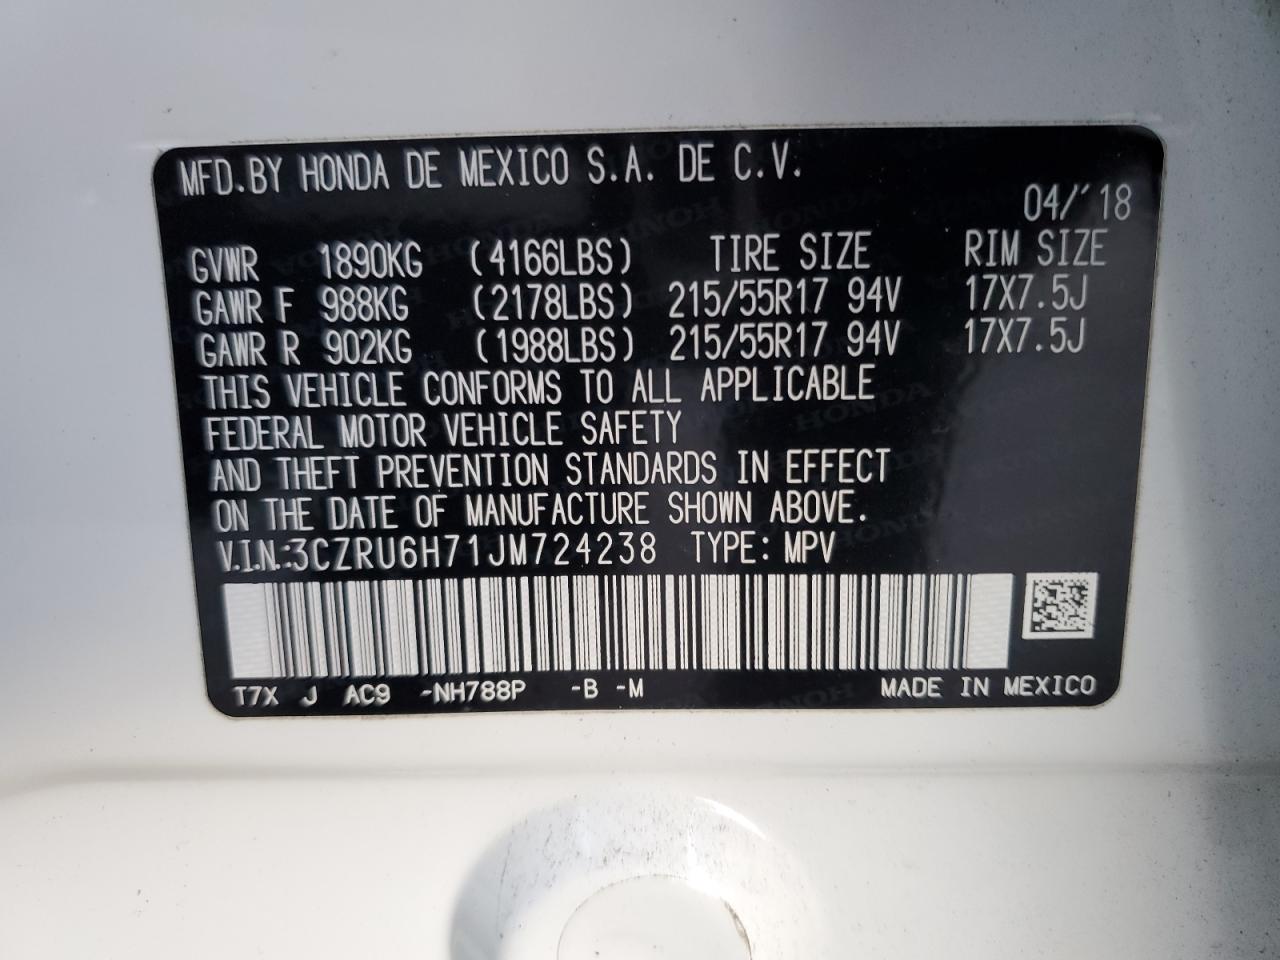 MFD.BY HONDA DE MEXICO S.A. DE C.V.
04/'18
GVWR 1890KG (4166LBS) TIRE SIZE RIM SIZE
GAWR F 988KG (2178LBS) 215/55R17 94V 17X7.5J
GAWR R 902KG (1988LBS) 215/55R17 94V 17X7.5J
THIS VEHICLE CONFORMS TO ALL APPLICABLE
FEDERAL MOTOR VEHICLE SAFETY
AND THEFT PREVENTION STANDARDS IN EFFECT
ON THE DATE OF MANUFACTURE SHOWN ABOVE.
V.I.N.:3CZRU6H71JM724238 TYPE: MPV
T7X J AC9 -NH788P -B -M MADE IN MEXICO